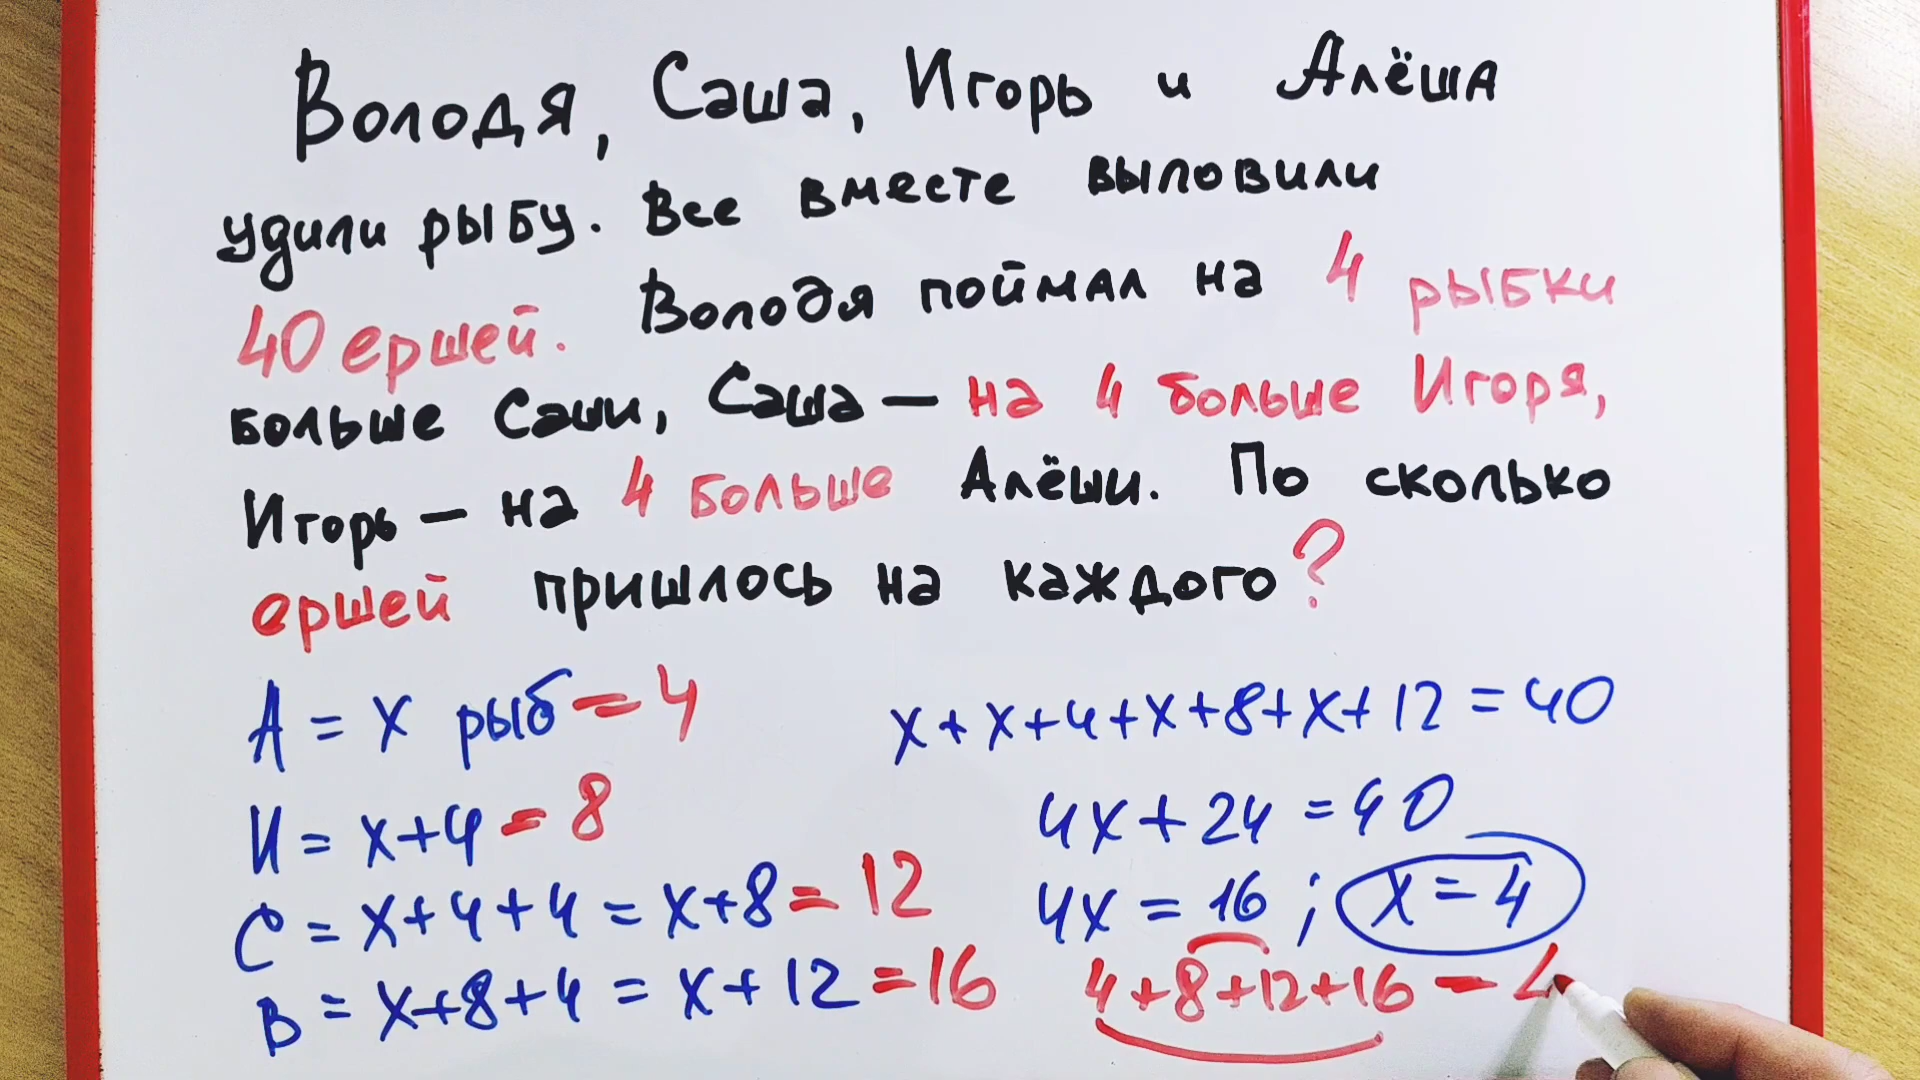 Володя, Саша, Игорь и Алёша
удили рыбу. Все вместе выловили
40 ершей. Володя поймал на 4 рыбки
больше Саши, Саша — на 4 больше Игоря,
Игорь — на 4 больше Алёши. По сколько
ершей пришлось на каждого?
А = х рыб = 4
х + х + 4 + х + 8 + х + 12 = 40
И = х + 4 = 8
4х + 24 = 40
С = х + 4 + 4 = х + 8 = 12
4х = 16 ; х = 4
В = х + 8 + 4 = х + 12 = 16
4 + 8 + 12 + 16 =